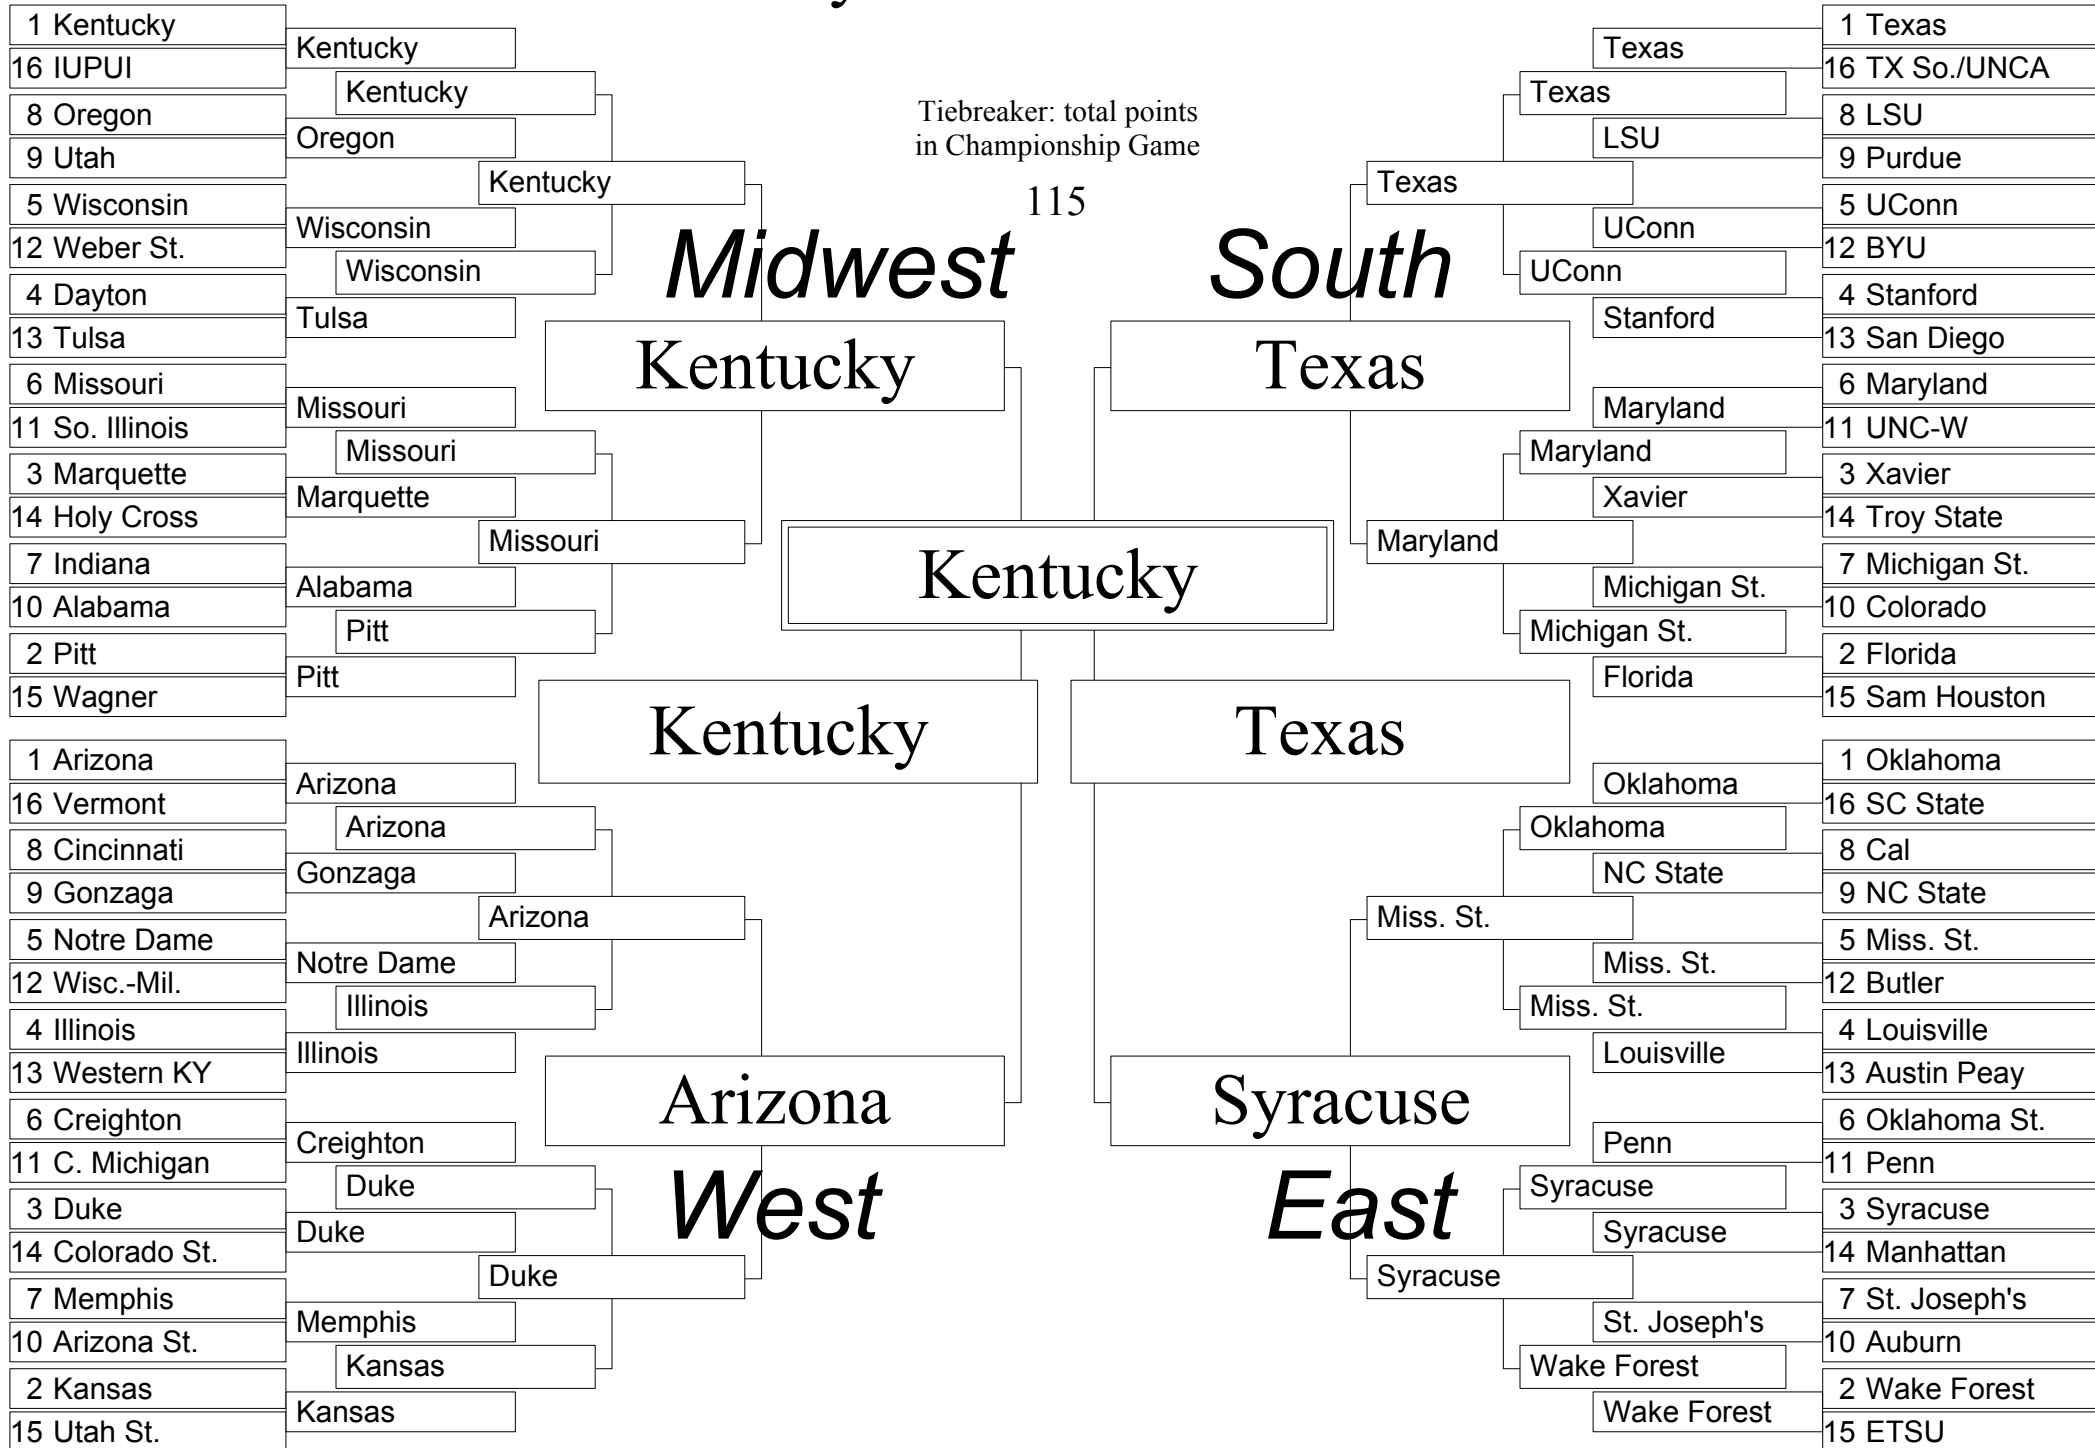 1 Kentucky
16 IUPUI
8 Oregon
9 Utah
5 Wisconsin
12 Weber St.
4 Dayton
13 Tulsa
6 Missouri
11 So. Illinois
3 Marquette
14 Holy Cross
7 Indiana
10 Alabama
2 Pitt
15 Wagner
Kentucky
Oregon
Wisconsin
Tulsa
Missouri
Marquette
Alabama
Pitt
Kentucky
Wisconsin
Missouri
Pitt
Kentucky
Missouri
Midwest
Kentucky
1 Arizona
16 Vermont
8 Cincinnati
9 Gonzaga
5 Notre Dame
12 Wisc.-Mil.
4 Illinois
13 Western KY
6 Creighton
11 C. Michigan
3 Duke
14 Colorado St.
7 Memphis
10 Arizona St.
2 Kansas
15 Utah St.
Arizona
Gonzaga
Notre Dame
Illinois
Creighton
Duke
Memphis
Kansas
Arizona
Illinois
Duke
Kansas
Arizona
Duke
Arizona
West
Tiebreaker: total points
in Championship Game
115
Kentucky
Kentucky
Texas
South
Texas
Texas
Maryland
Texas
UConn
Maryland
Michigan St.
Texas
LSU
UConn
Stanford
Maryland
Xavier
Michigan St.
Florida
1 Texas
16 TX So./UNCA
8 LSU
9 Purdue
5 UConn
12 BYU
4 Stanford
13 San Diego
6 Maryland
11 UNC-W
3 Xavier
14 Troy State
7 Michigan St.
10 Colorado
2 Florida
15 Sam Houston
Syracuse
East
Miss. St.
Syracuse
Oklahoma
Miss. St.
Syracuse
Wake Forest
Oklahoma
NC State
Miss. St.
Louisville
Penn
Syracuse
St. Joseph's
Wake Forest
1 Oklahoma
16 SC State
8 Cal
9 NC State
5 Miss. St.
12 Butler
4 Louisville
13 Austin Peay
6 Oklahoma St.
11 Penn
3 Syracuse
14 Manhattan
7 St. Joseph's
10 Auburn
2 Wake Forest
15 ETSU